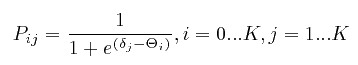 $P_{ij} = \frac{1}{1 + e^{(\delta_j - \Theta_i)}}, i = 0...K, j = 1...K$